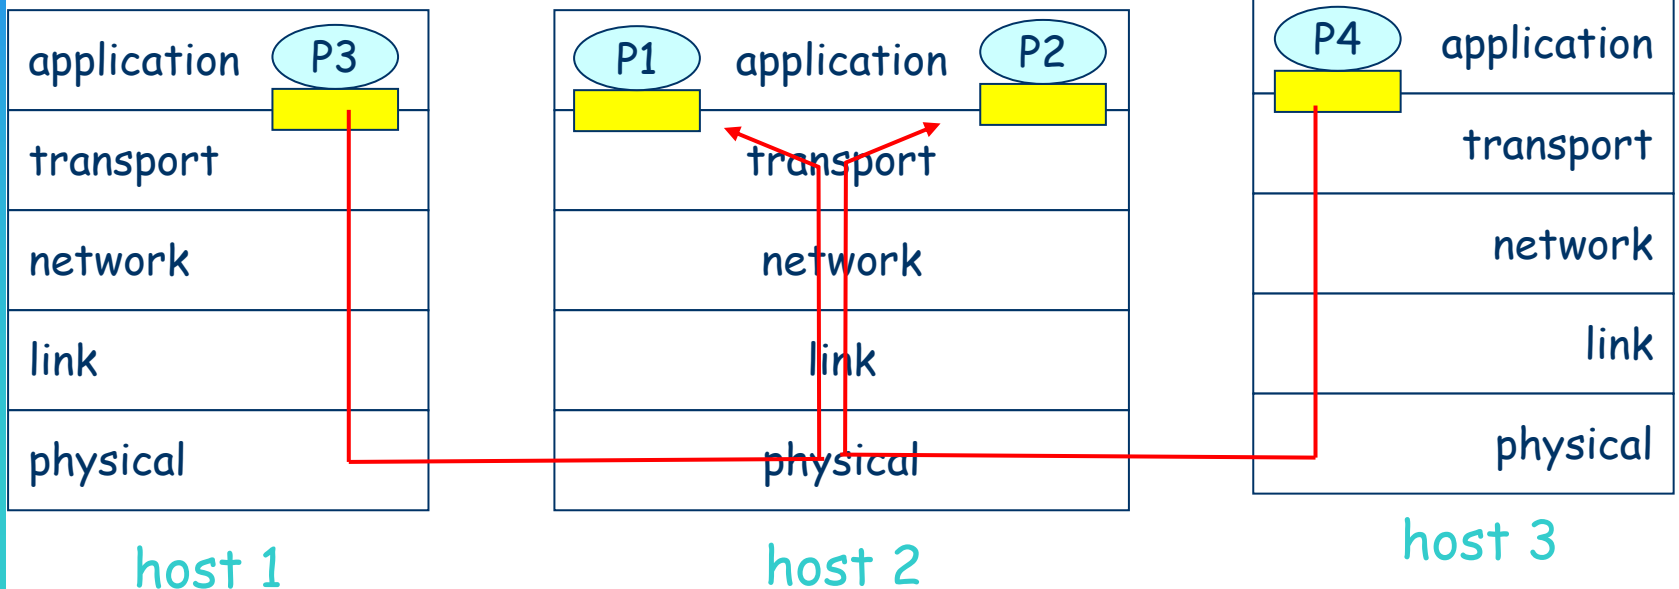 application
P3
transport
network
link
physical
host 1
P1
application
P2
transport
network
link
physical
host 2
P4
application
transport
network
link
physical
host 3